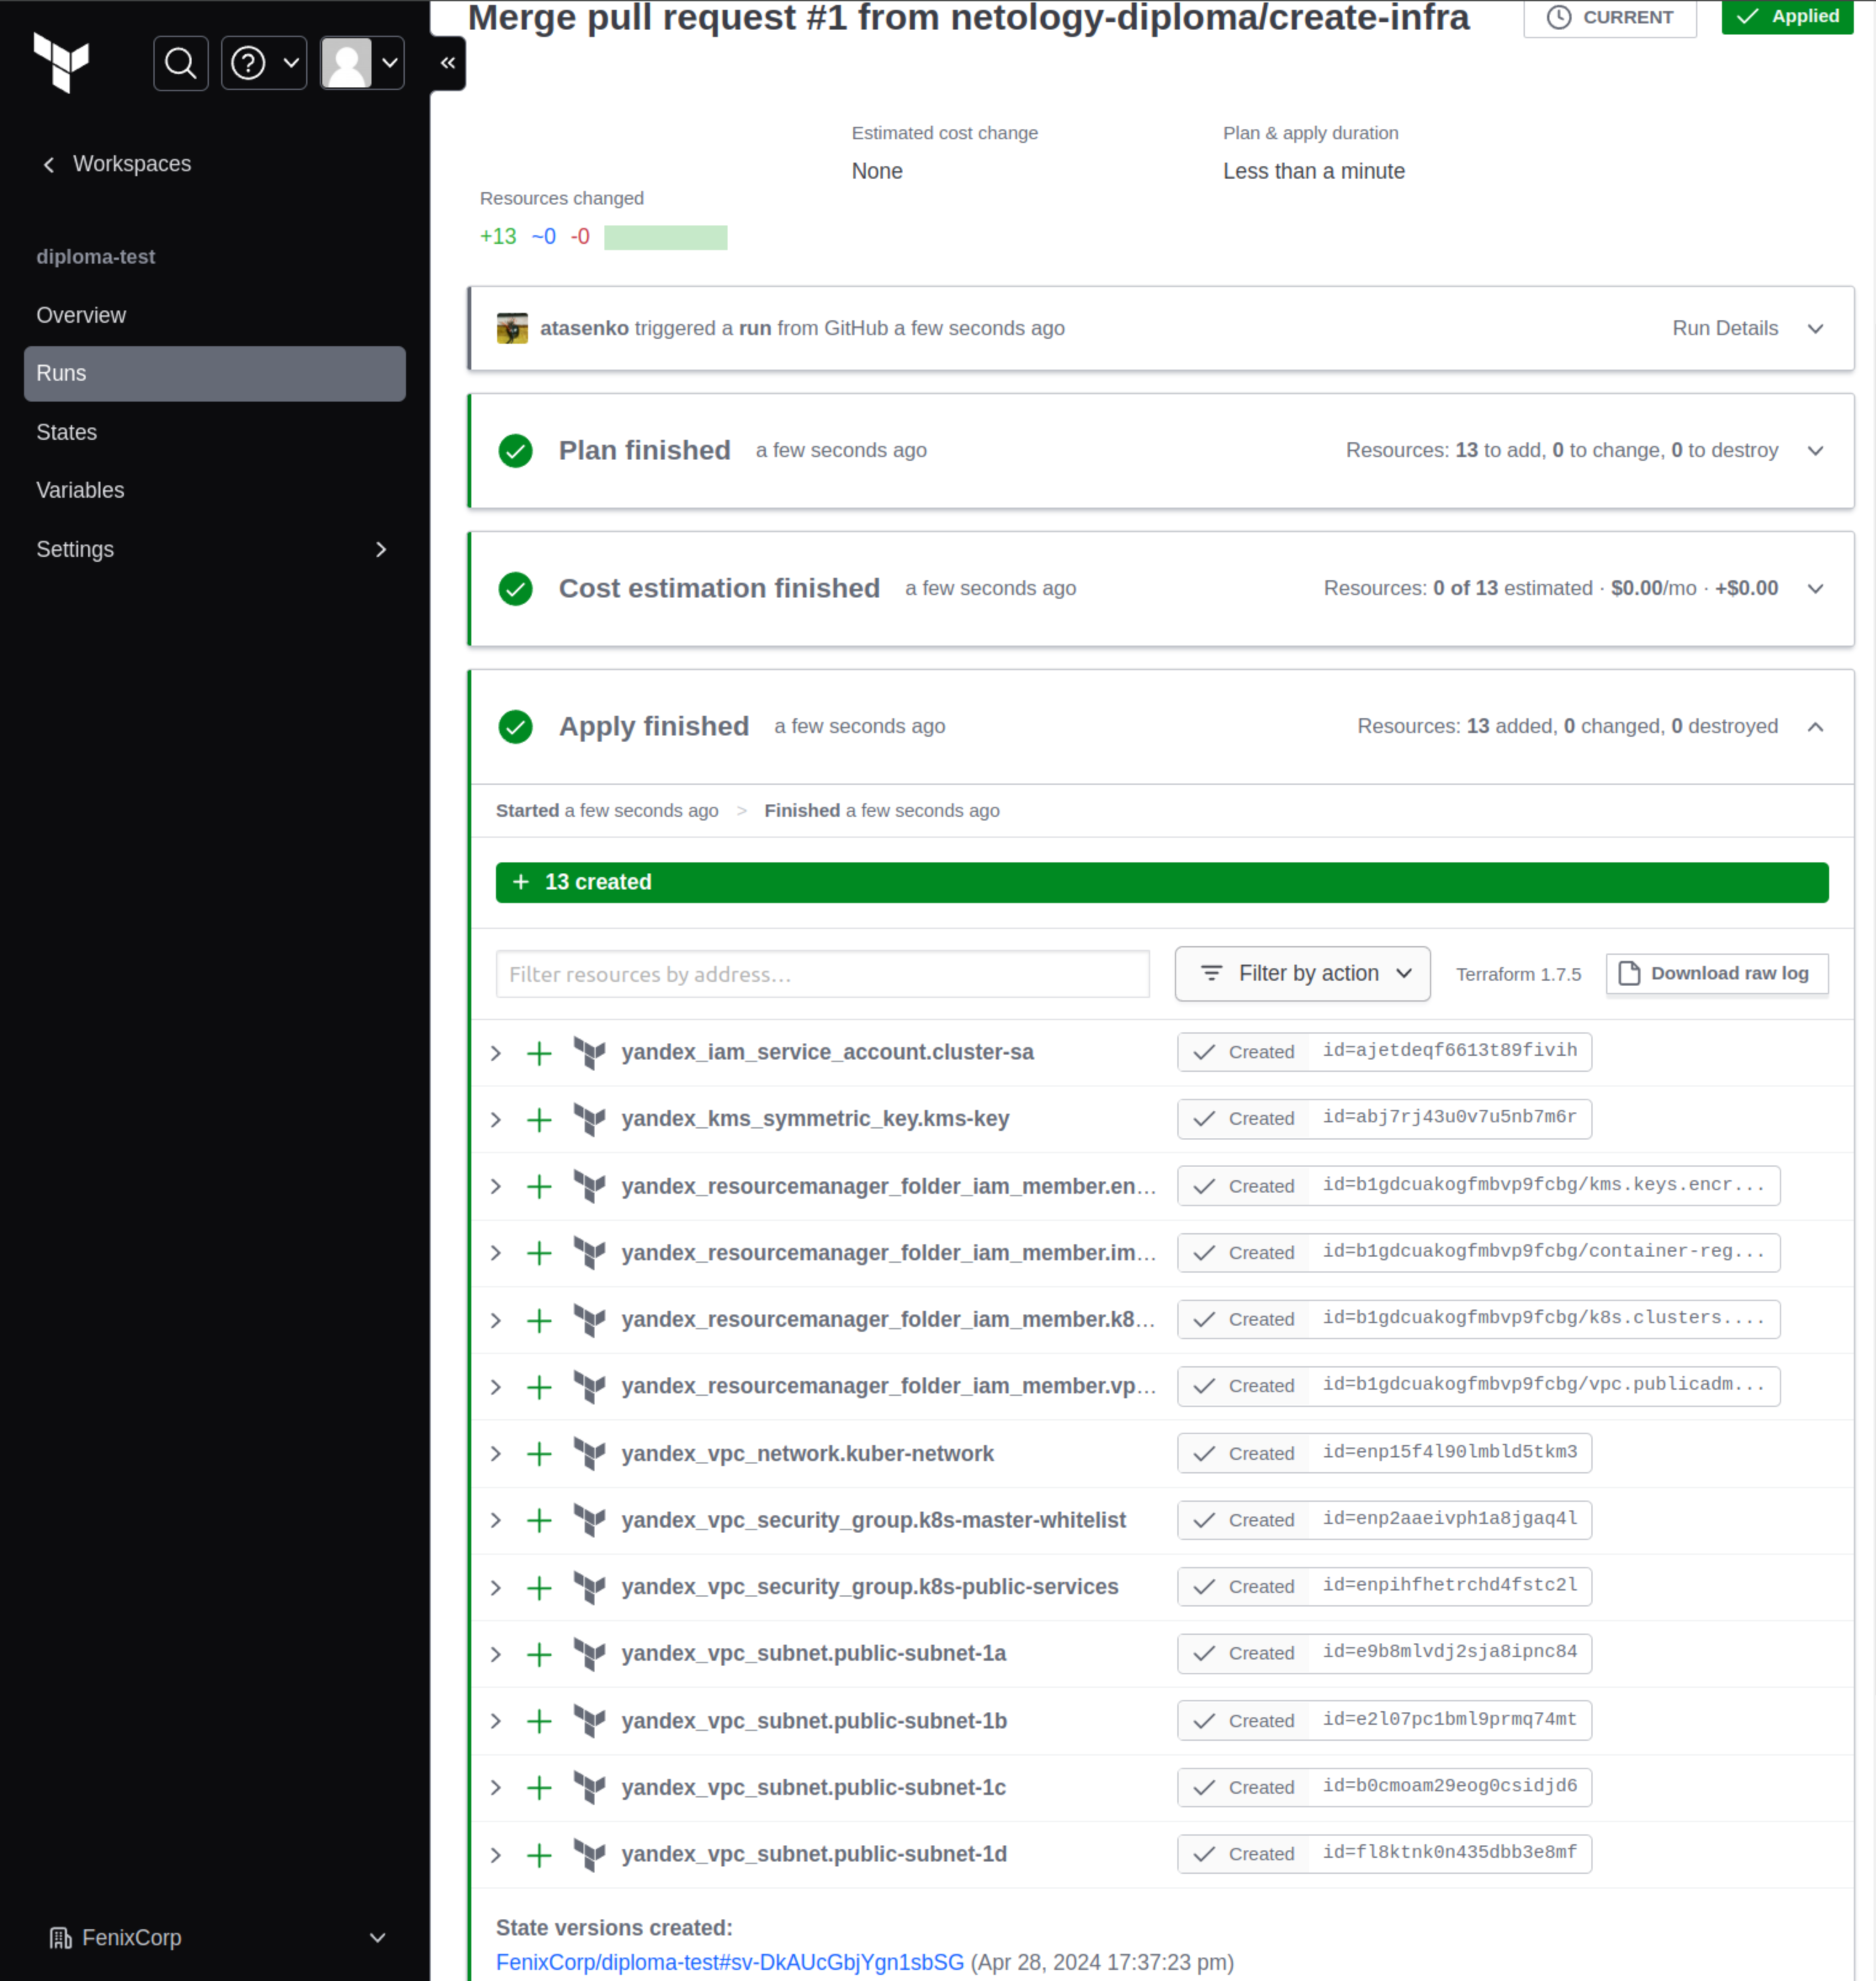 Merge pull request #1 from netology-diploma/create-infra
CURRENT
Applied
Workspaces
diploma-test
Overview
Runs
States
Variables
Settings
FenixCorp
Estimated cost change
None
Plan & apply duration
Less than a minute
Resources changed
+13 ~0 -0
atasenko triggered a run from GitHub a few seconds ago
Run Details
Plan finished a few seconds ago
Resources: 13 to add, 0 to change, 0 to destroy
Cost estimation finished a few seconds ago
Resources: 0 of 13 estimated · $0.00/mo · +$0.00
Apply finished a few seconds ago
Resources: 13 added, 0 changed, 0 destroyed
Started a few seconds ago > Finished a few seconds ago
+ 13 created
Filter resources by address...
Filter by action
Terraform 1.7.5
Download raw log
yandex_iam_service_account.cluster-sa Created id=ajetdeqf6613t89fivih
yandex_kms_symmetric_key.kms-key Created id=abj7rj43u0v7u5nb7m6r
yandex_resourcemanager_folder_iam_member.en... Created id=b1gdcuakogfmbvp9fcbg/kms.keys.encr...
yandex_resourcemanager_folder_iam_member.im... Created id=b1gdcuakogfmbvp9fcbg/container-reg...
yandex_resourcemanager_folder_iam_member.k8... Created id=b1gdcuakogfmbvp9fcbg/k8s.clusters....
yandex_resourcemanager_folder_iam_member.vp... Created id=b1gdcuakogfmbvp9fcbg/vpc.publicadm...
yandex_vpc_network.kuber-network Created id=enp15f4l90lmbld5tkm3
yandex_vpc_security_group.k8s-master-whitelist Created id=enp2aaeivph1a8jgaq4l
yandex_vpc_security_group.k8s-public-services Created id=enpihfhetrchd4fstc2l
yandex_vpc_subnet.public-subnet-1a Created id=e9b8mlvdj2sja8ipnc84
yandex_vpc_subnet.public-subnet-1b Created id=e2l07pc1bml9prmq74mt
yandex_vpc_subnet.public-subnet-1c Created id=b0cmoam29eog0csidjd6
yandex_vpc_subnet.public-subnet-1d Created id=fl8ktnk0n435dbb3e8mf
State versions created:
FenixCorp/diploma-test#sv-DkAUcGbjYgn1sbSG (Apr 28, 2024 17:37:23 pm)